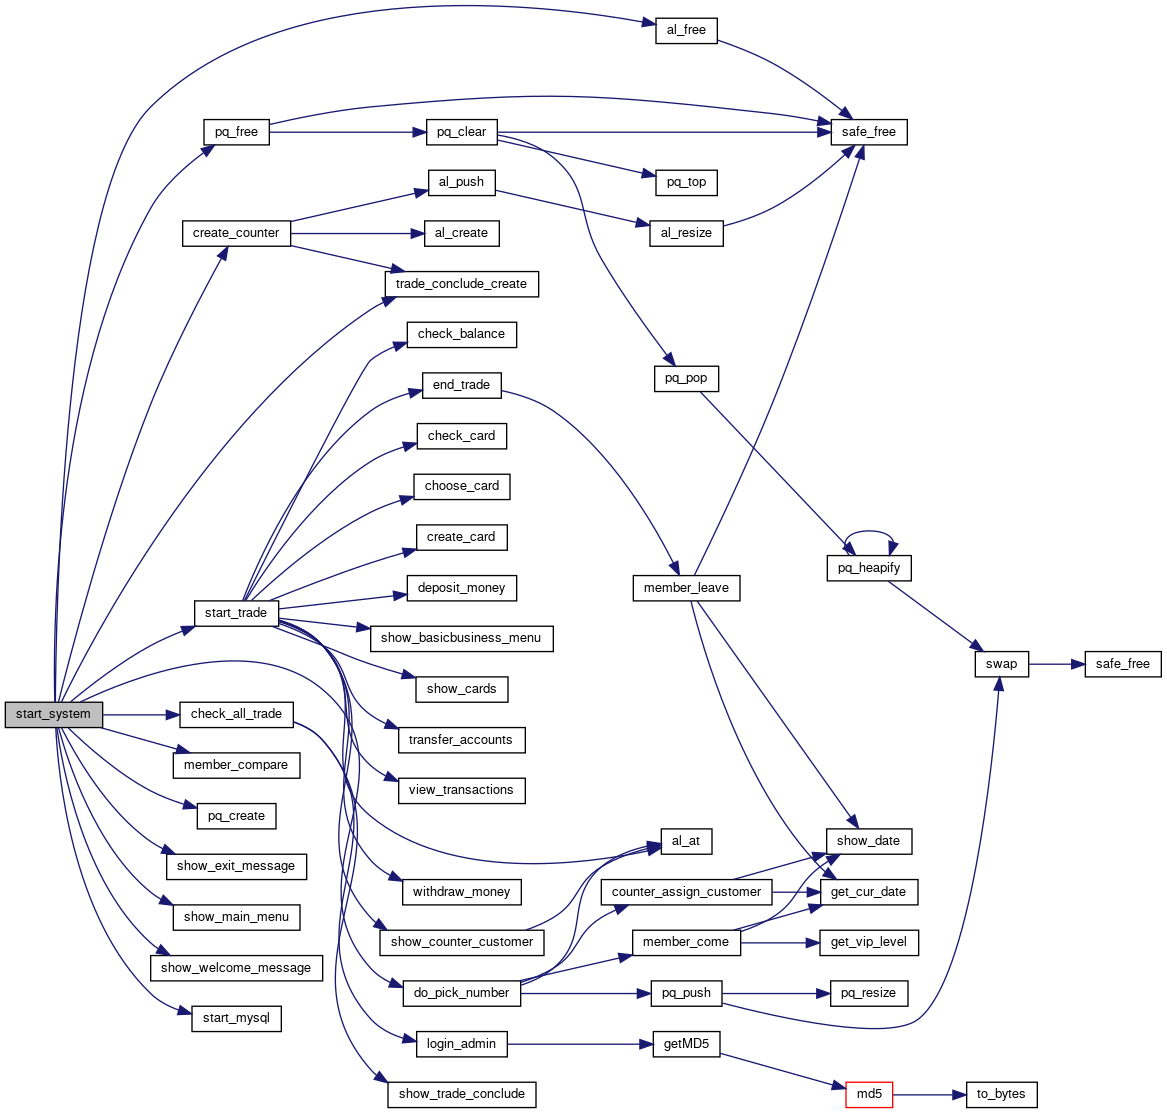 al_free
pq_free
pq_clear
safe_free
al_push
pq_top
create_counter
al_create
al_resize
trade_conclude_create
check_balance
end_trade
pq_pop
check_card
choose_card
create_card
pq_heapify
deposit_money
member_leave
start_trade
show_basicbusiness_menu
swap
safe_free
show_cards
start_system
check_all_trade
transfer_accounts
member_compare
view_transactions
pq_create
al_at
show_date
show_exit_message
withdraw_money
counter_assign_customer
get_cur_date
show_main_menu
show_counter_customer
member_come
get_vip_level
show_welcome_message
do_pick_number
pq_push
pq_resize
start_mysql
login_admin
getMD5
show_trade_conclude
md5
to_bytes